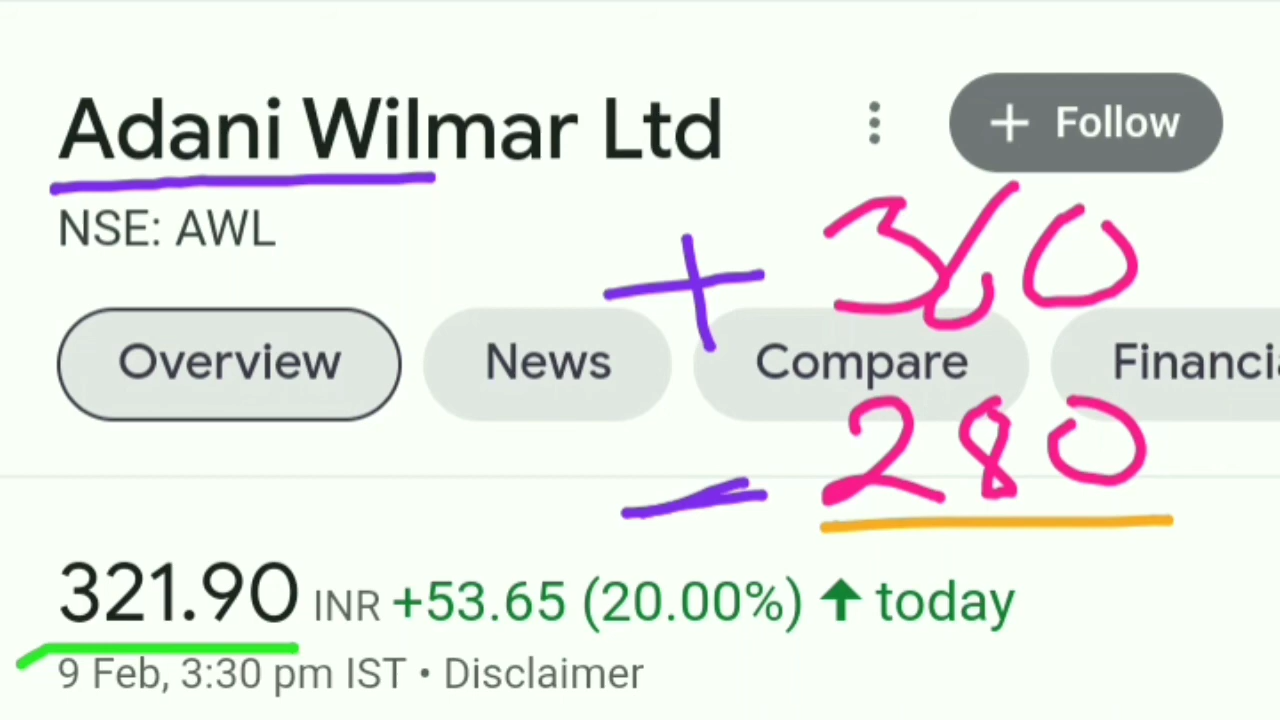 Adani Wilmar Ltd
+ Follow
NSE: AWL
+ 360
Overview News Compare Financi
- 280
321.90 INR +53.65 (20.00%) ↑ today
9 Feb, 3:30 pm IST • Disclaimer